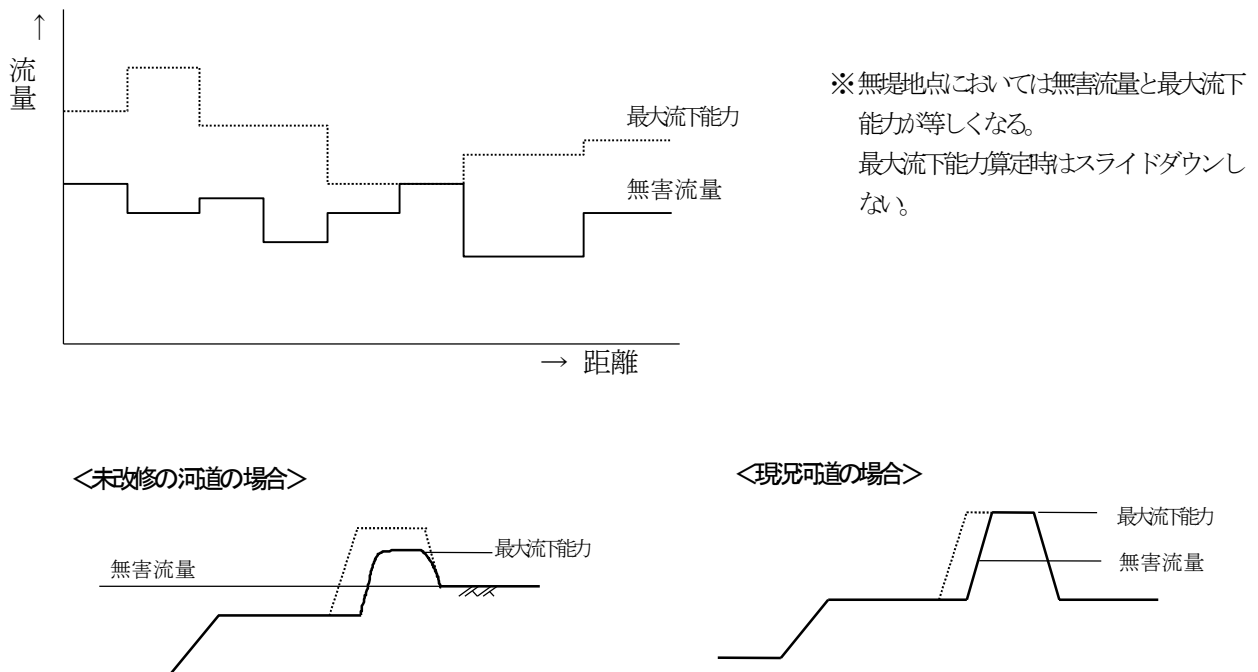 ↑
流
量
最大流下能力
無害流量
→ 距離
※無堤地点においては無害流量と最大流下
能力が等しくなる。
最大流下能力算定時はスライドダウンし
ない。
＜未改修の河道の場合＞
無害流量
最大流下能力
＜現況河道の場合＞
最大流下能力
無害流量